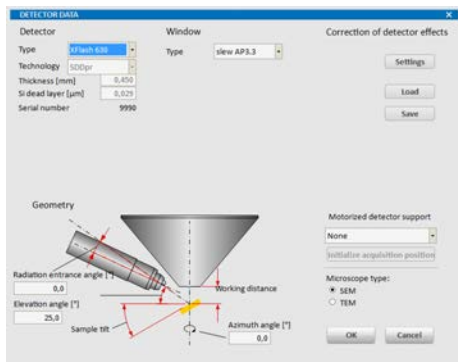 DETECTOR DATA
Detector
Window
Correction of detector effects
Type
XFlash 630
Type
slew AP3.3
Settings
Technology
SDDpr
Thickness [mm]
0,450
Load
Si dead layer [µm]
0,029
Serial number
9990
Save
Geometry
Motorized detector support
None
Initialize acquisition position
Radiation entrance angle [°]
0,0
Working distance
Microscope type:
SEM
TEM
Elevation angle [°]
25,0
Sample tilt
Azimuth angle [°]
0,0
OK
Cancel